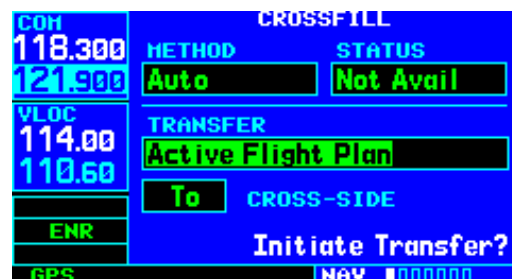 COM
118.300
121.900
VLOC
114.00
110.60
ENR
GPS
CROSSFILL
METHOD STATUS
Auto Not Avail
TRANSFER
Active Flight Plan
To CROSS-SIDE
Initiate Transfer?
NAV